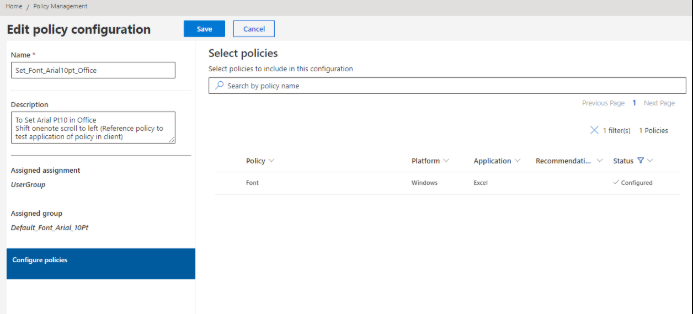 Home / Policy Management
Edit policy configuration
Save
Cancel
Name *
Set_Font_Arial10pt_Office
Description
To Set Arial Pt10 in Office
Shift onenote scroll to left (Reference policy to
test application of policy in client)
Assigned assignment
UserGroup
Assigned group
Default_Font_Arial_10Pt
Configure policies
Select policies
Select policies to include in this configuration
Search by policy name
Previous Page 1 Next Page
1 filter(s) 1 Policies
Policy Platform Application Recommendati... Status
Font Windows Excel Configured